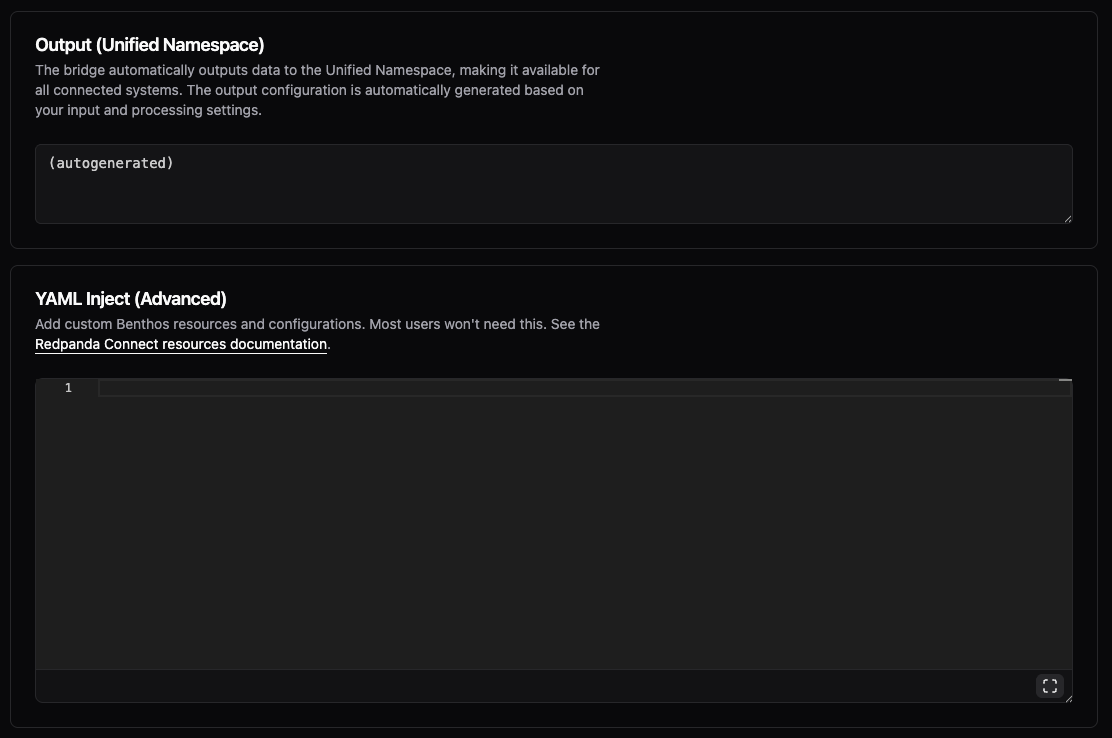 Output (Unified Namespace)
The bridge automatically outputs data to the Unified Namespace, making it available for
all connected systems. The output configuration is automatically generated based on
your input and processing settings.
(autogenerated)
YAML Inject (Advanced)
Add custom Benthos resources and configurations. Most users won't need this. See the
Redpanda Connect resources documentation.
1